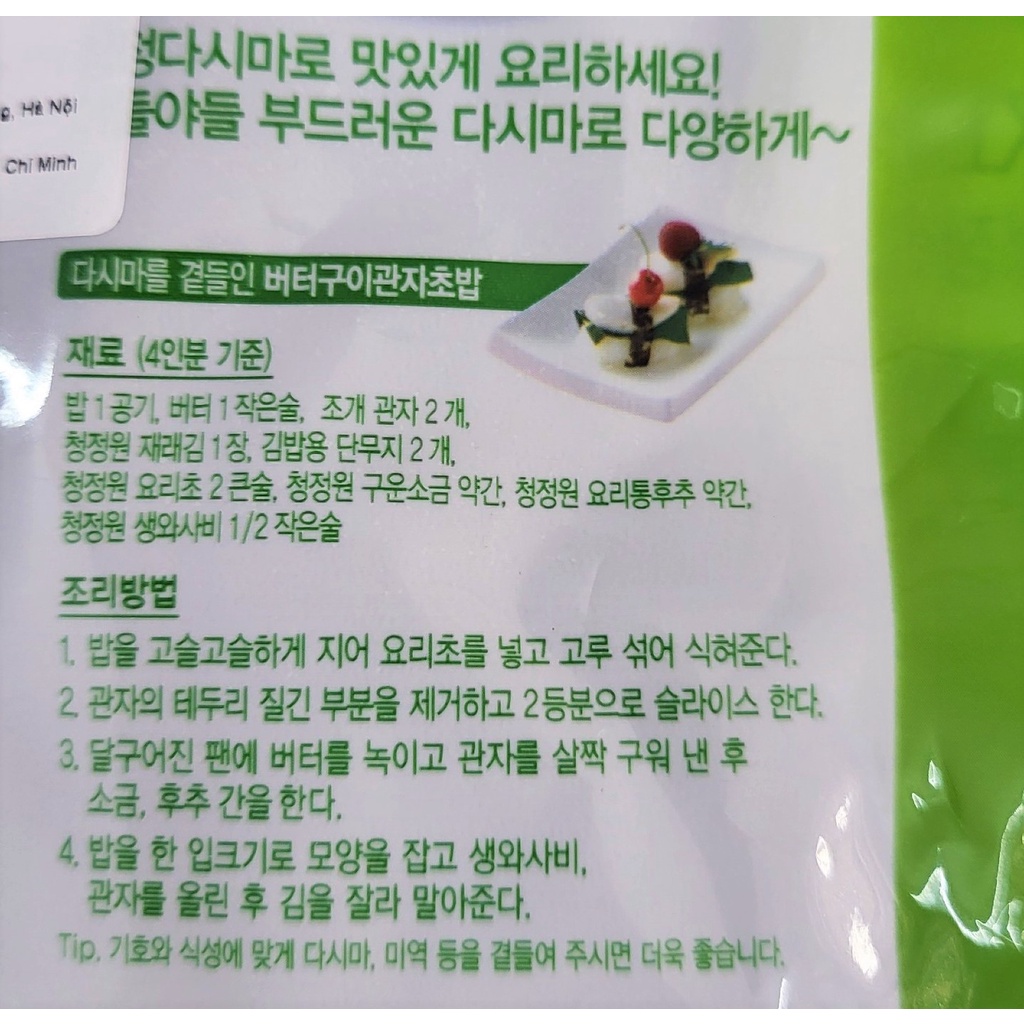 다시마로 맛있게 요리하세요!
들야들 부드러운 다시마로 다양하게~
Hà Nội
Chí Minh
다시마를 곁들인 버터구이관자초밥
재료 (4인분 기준)
밥 1 공기, 버터 1 작은술, 조개 관자 2 개,
청정원 재래김 1 장, 김밥용 단무지 2 개,
청정원 요리초 2 큰술, 청정원 구운소금 약간, 청정원 요리통후추 약간,
청정원 생와사비 1/2 작은술
조리방법
1. 밥을 고슬고슬하게 지어 요리초를 넣고 고루 섞어 식혀준다.
2. 관자의 테두리 질긴 부분을 제거하고 2등분으로 슬라이스 한다.
3. 달구어진 팬에 버터를 녹이고 관자를 살짝 구워 낸 후
소금, 후추 간을 한다.
4. 밥을 한 입크기로 모양을 잡고 생와사비,
관자를 올린 후 김을 잘라 말아준다.
Tip. 기호와 식성에 맞게 다시마, 미역 등을 곁들여 주시면 더욱 좋습니다.